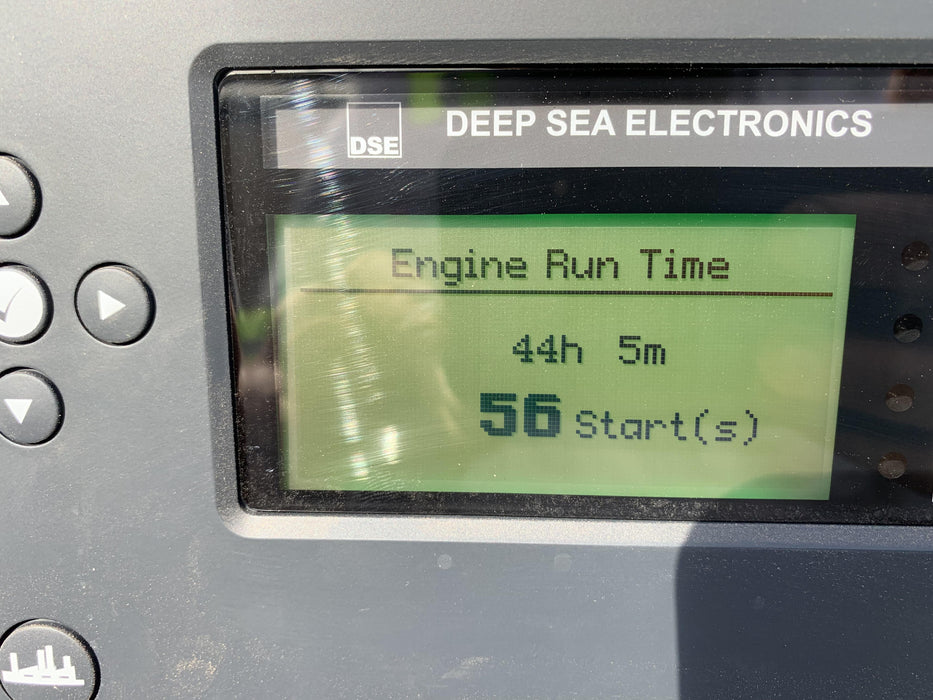 DSE
DEEP SEA ELECTRONICS
Engine Run Time
44h 5m
56 Start(s)